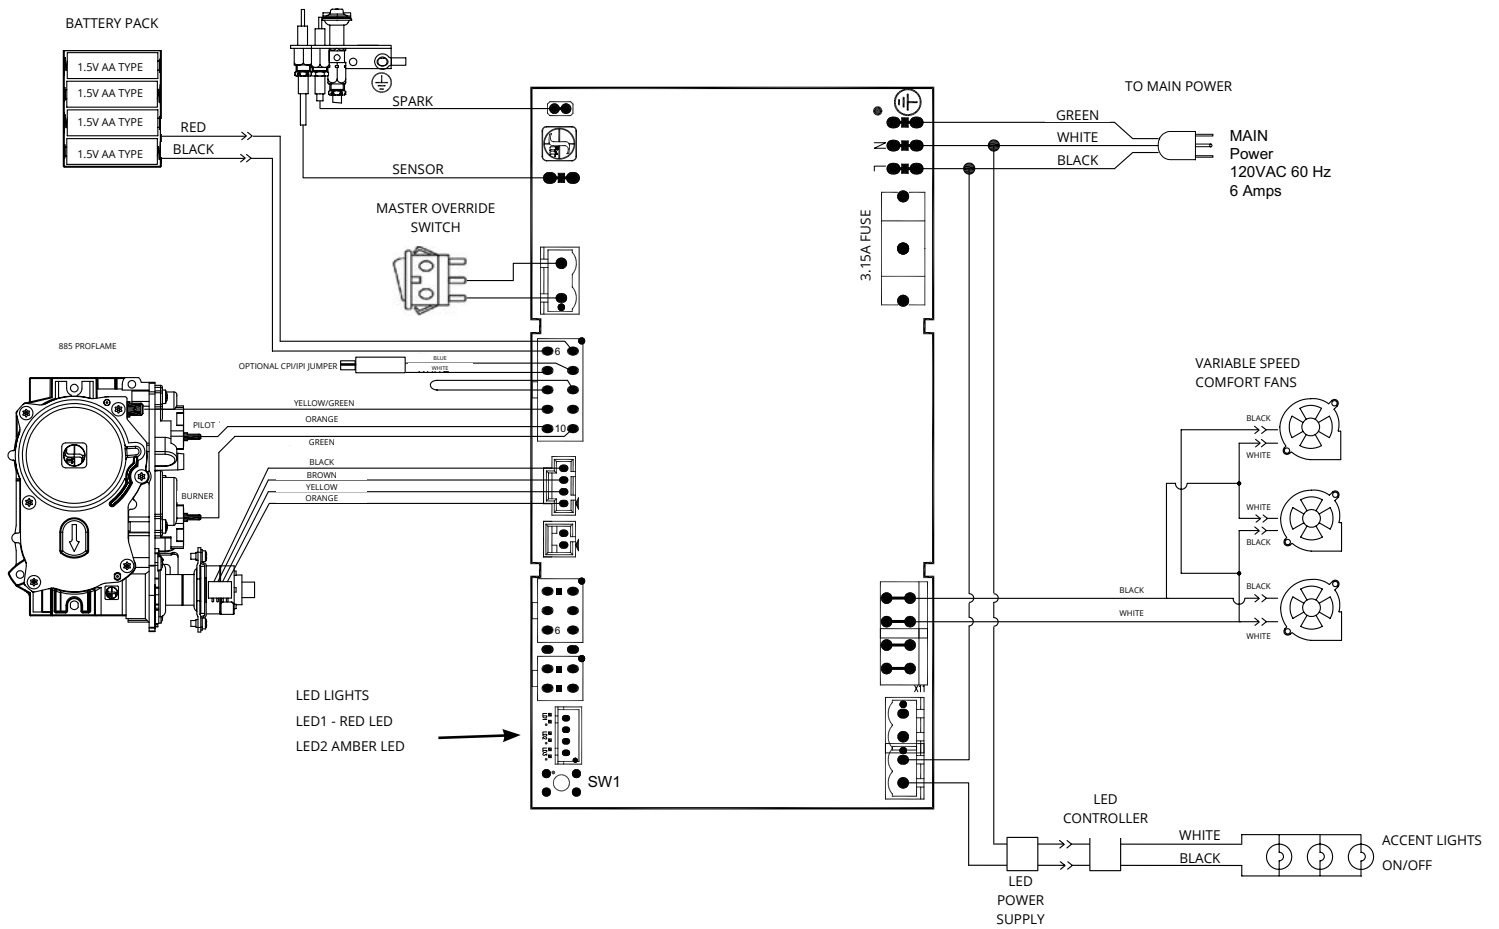 BATTERY PACK
1.5V AA TYPE
1.5V AA TYPE
1.5V AA TYPE
1.5V AA TYPE
RED
BLACK
SPARK
SENSOR
MASTER OVERRIDE
SWITCH
TO MAIN POWER
GREEN
WHITE
BLACK
MAIN
Power
120VAC 60 Hz
6 Amps
N
L
3.15A FUSE
885 PROFLAME
OPTIONAL CPI/IPI JUMPER
BLUE
WHITE
6
YELLOW/GREEN
PILOT
ORANGE
10
GREEN
BLACK
BROWN
YELLOW
ORANGE
BURNER
VARIABLE SPEED
COMFORT FANS
BLACK
WHITE
WHITE
BLACK
BLACK
WHITE
BLACK
WHITE
6
X11
LED LIGHTS
LED1 - RED LED
LED2 AMBER LED
SW1
LED
CONTROLLER
WHITE
BLACK
ACCENT LIGHTS
ON/OFF
LED
POWER
SUPPLY